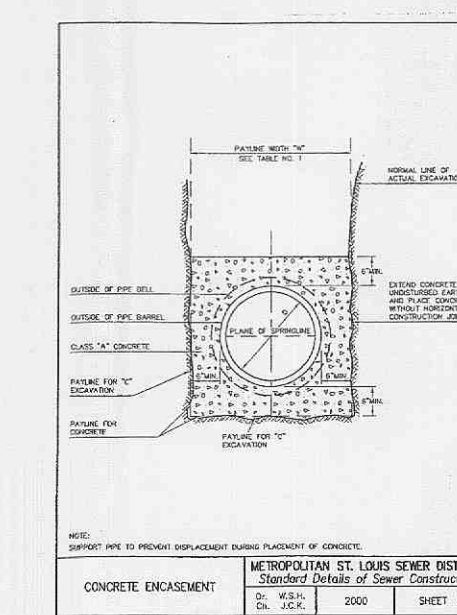 PAYLINE WIDTH "W"
SEE TABLE NO. 1
NORMAL LINE OF
ACTUAL EXCAVATIO
6"MIN.
OUTSIDE OF PIPE BELL
EXTEND CONCRETE
UNDISTURBED EART
AND PLACE CONCR
WITHOUT HORIZONT
CONSTRUCTION JOI
OUTSIDE OF PIPE BARREL
PLANE OF SPRINGLINE
CLASS "A" CONCRETE
6"MIN.
6"MIN.
PAYLINE FOR "C"
EXCAVATION
6"MIN.
PAYLINE FOR
CONCRETE
PAYLINE FOR "C"
EXCAVATION
NOTE:
SUPPORT PIPE TO PREVENT DISPLACEMENT DURING PLACEMENT OF CONCRETE.
CONCRETE ENCASEMENT
METROPOLITAN ST. LOUIS SEWER DIST
Standard Details of Sewer Construc
Dr. W.S.H.
Ch. J.C.K.
2000
SHEET